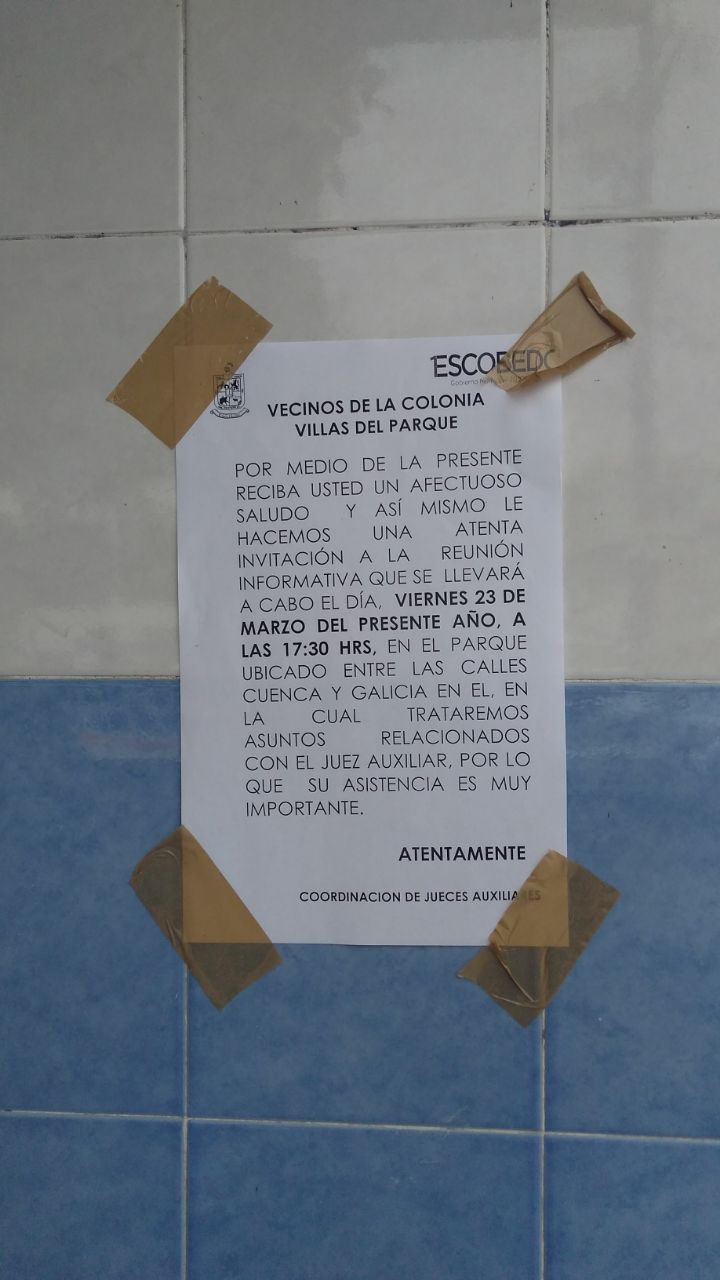 ESCOBEDO
VECINOS DE LA COLONIA
VILLAS DEL PARQUE
POR MEDIO DE LA PRESENTE
RECIBA USTED UN AFECTUOSO
SALUDO Y ASÍ MISMO LE
HACEMOS UNA ATENTA
INVITACIÓN A LA REUNIÓN
INFORMATIVA QUE SE LLEVARÁ
A CABO EL DÍA, VIERNES 23 DE
MARZO DEL PRESENTE AÑO, A
LAS 17:30 HRS, EN EL PARQUE
UBICADO ENTRE LAS CALLES
CUENCA Y GALICIA EN EL, EN
LA CUAL TRATAREMOS
ASUNTOS RELACIONADOS
CON EL JUEZ AUXILIAR, POR LO
QUE SU ASISTENCIA ES MUY
IMPORTANTE.
ATENTAMENTE
COORDINACION DE JUECES AUXILIARES